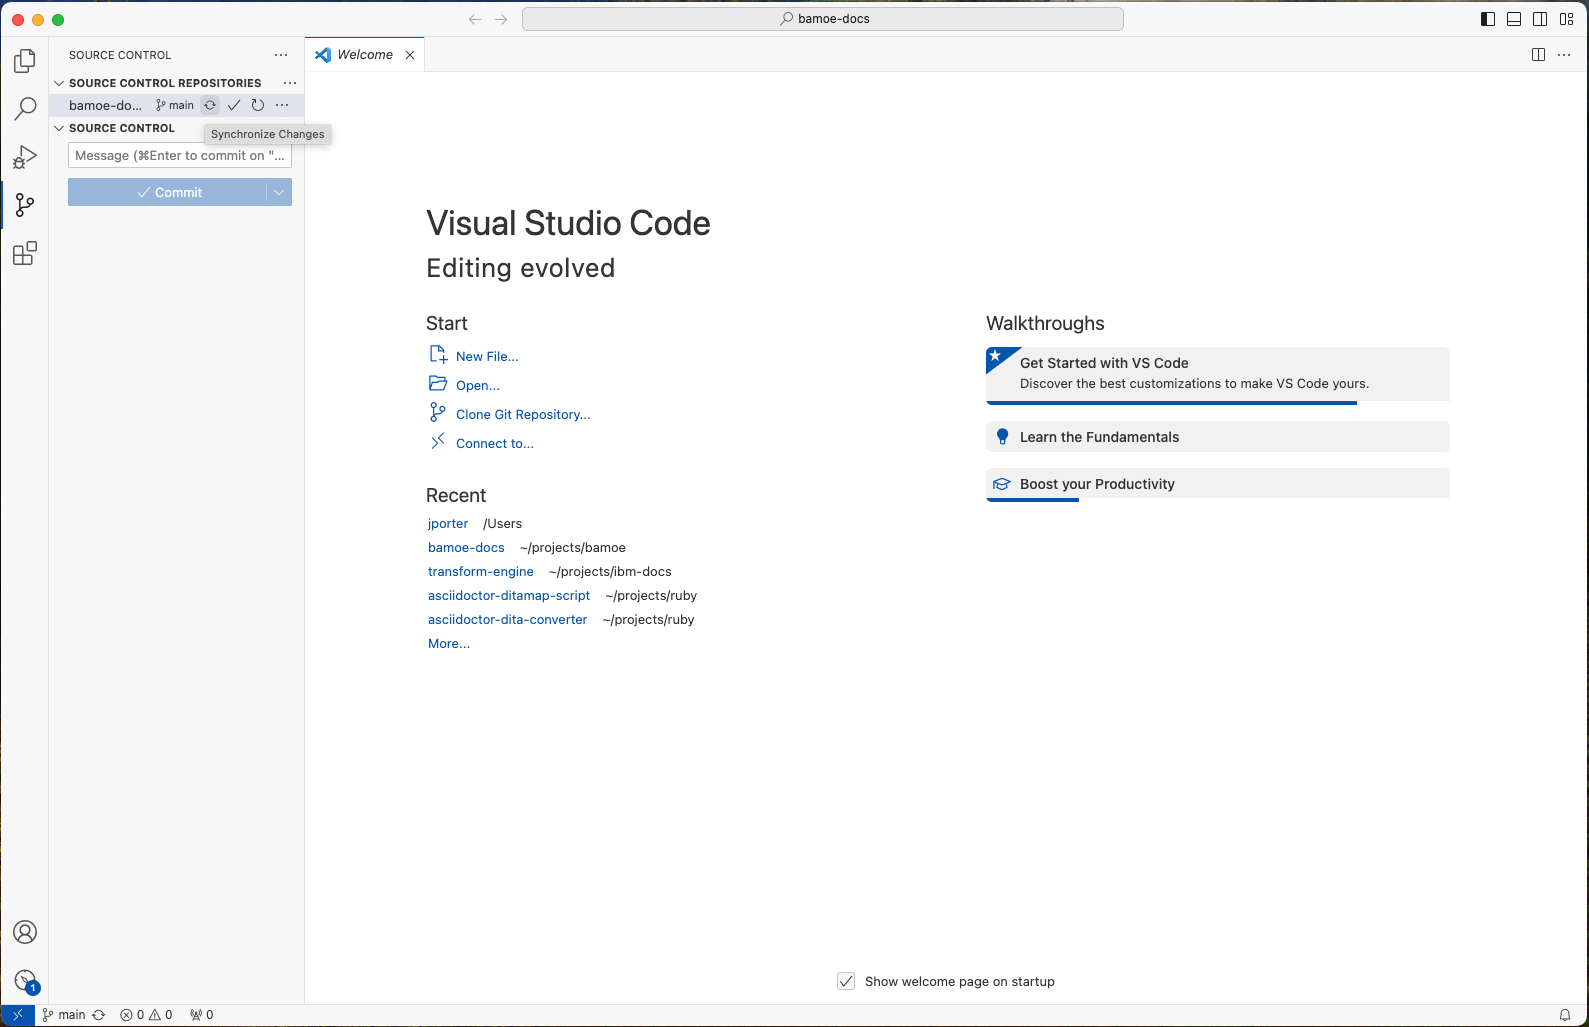 bamoe-docs
SOURCE CONTROL
Welcome
SOURCE CONTROL REPOSITORIES
bamoe-do... main
SOURCE CONTROL
Synchronize Changes
Message (⌘Enter to commit on "...
Commit
Visual Studio Code
Editing evolved
Start
New File...
Open...
Clone Git Repository...
Connect to...
Recent
jporter /Users
bamoe-docs ~/projects/bamoe
transform-engine ~/projects/ibm-docs
asciidoctor-ditamap-script ~/projects/ruby
asciidoctor-dita-converter ~/projects/ruby
More...
Walkthroughs
Get Started with VS Code
Discover the best customizations to make VS Code yours.
Learn the Fundamentals
Boost your Productivity
Show welcome page on startup
1
main 0 0 0